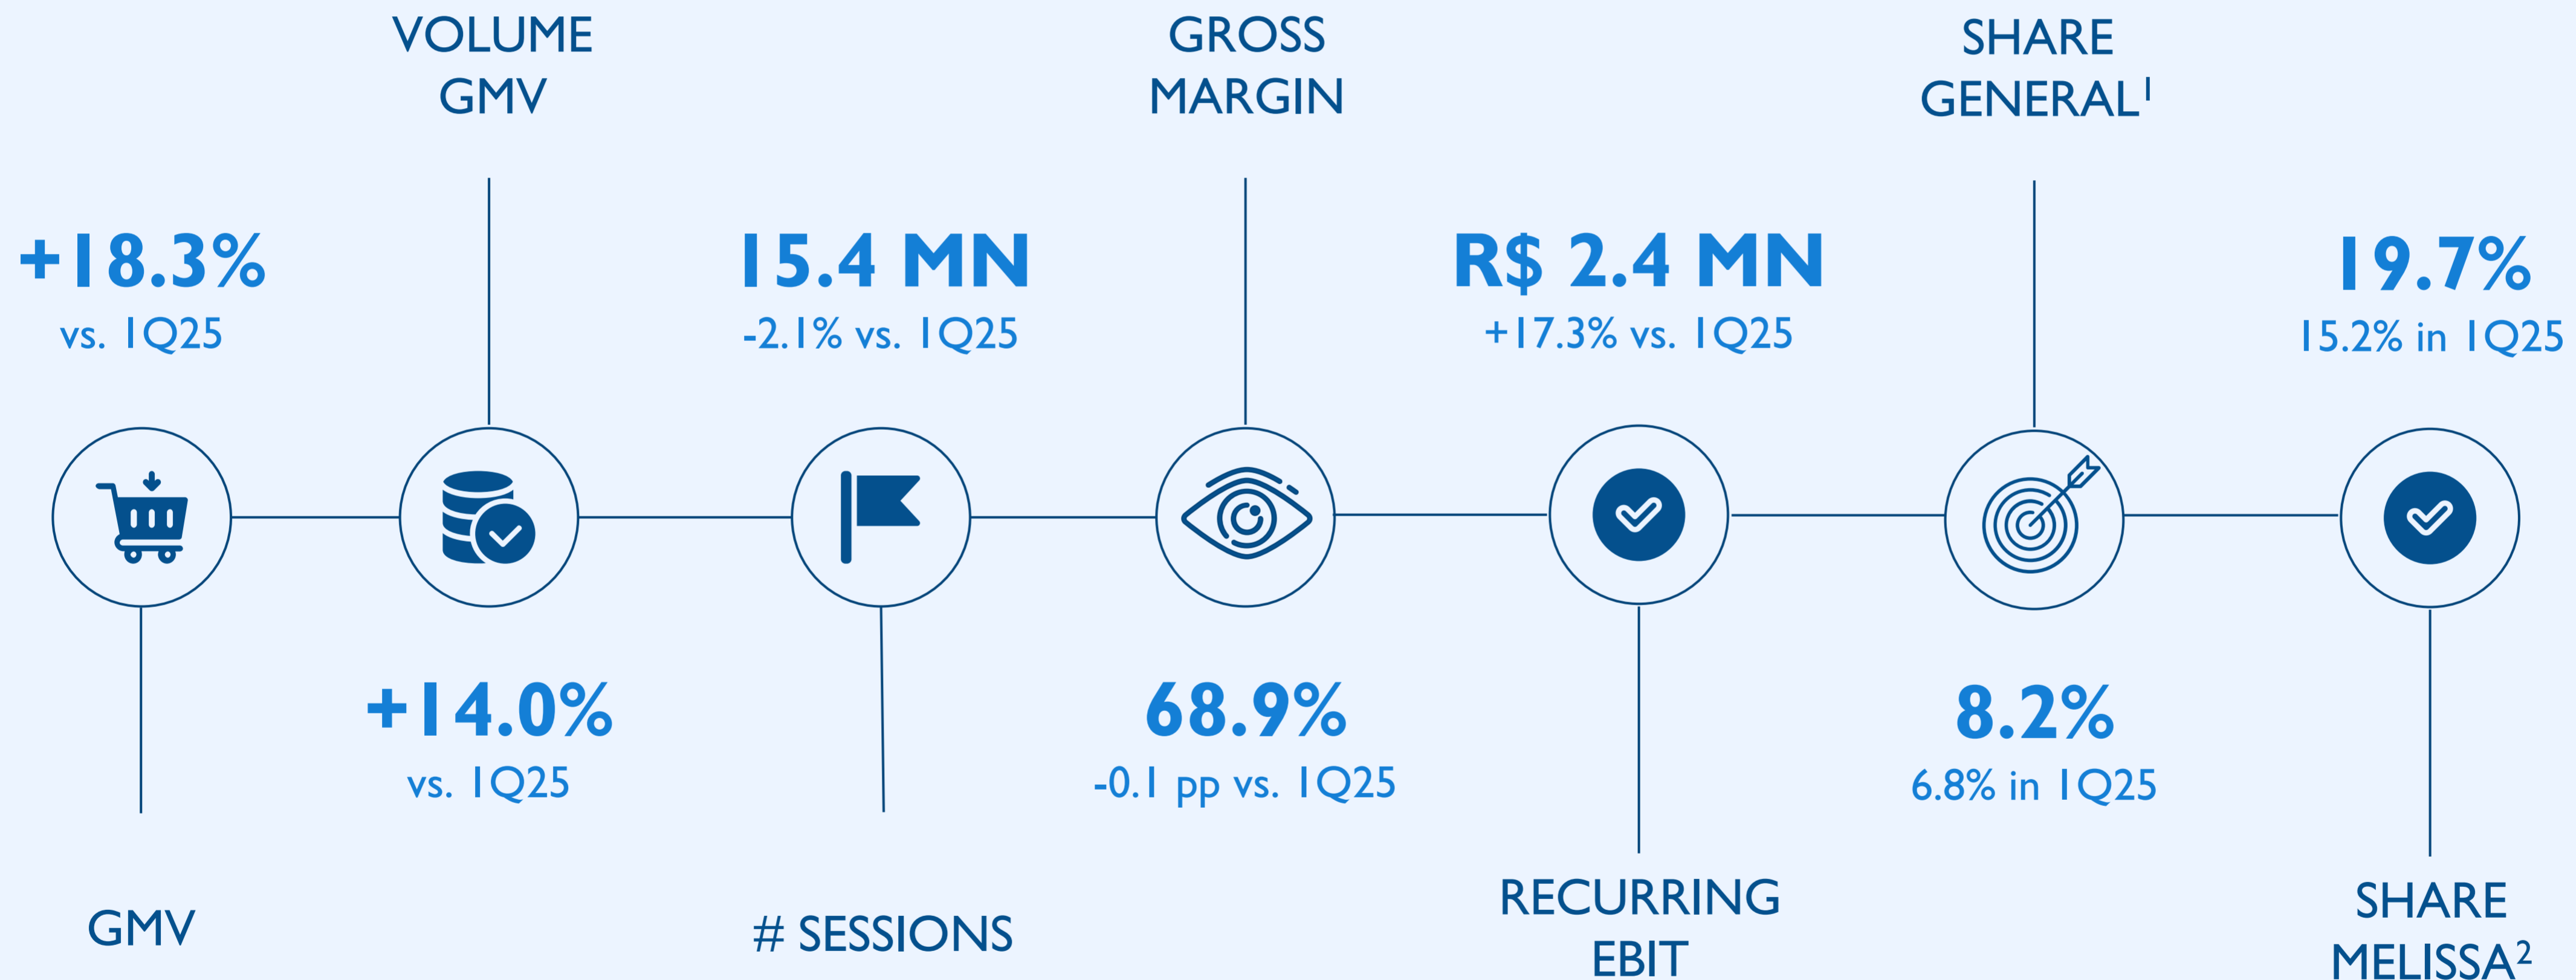 VOLUME
GMV
GROSS
MARGIN
SHARE
GENERAL¹
+18.3%
vs. 1Q25
15.4 MN
-2.1% vs. 1Q25
R$ 2.4 MN
+17.3% vs. 1Q25
19.7%
15.2% in 1Q25
+14.0%
vs. 1Q25
68.9%
-0.1 pp vs. 1Q25
8.2%
6.8% in 1Q25
GMV
# SESSIONS
RECURRING
EBIT
SHARE
MELISSA²